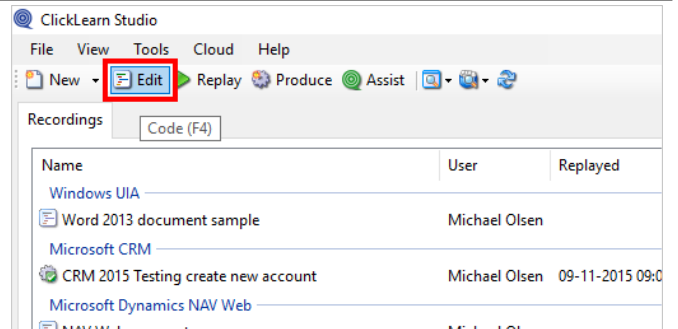 ClickLearn Studio
File View Tools Cloud Help
New Edit Replay Produce Assist
Recordings
Code (F4)
Name User Replayed
Windows UIA
Word 2013 document sample Michael Olsen
Microsoft CRM
CRM 2015 Testing create new account Michael Olsen 09-11-2015 09:0
Microsoft Dynamics NAV Web